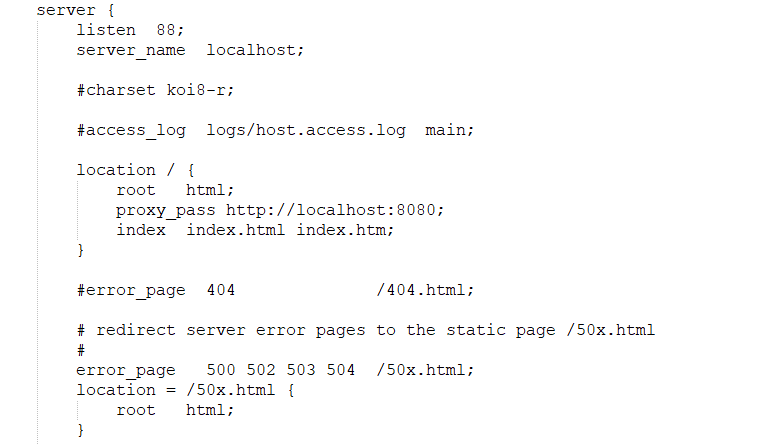 server {
    listen  88;
    server_name  localhost;

    #charset koi8-r;

    #access_log  logs/host.access.log  main;

    location / {
        root   html;
        proxy_pass http://localhost:8080;
        index  index.html index.htm;
    }

    #error_page  404              /404.html;

    # redirect server error pages to the static page /50x.html
    #
    error_page   500 502 503 504  /50x.html;
    location = /50x.html {
        root   html;
    }